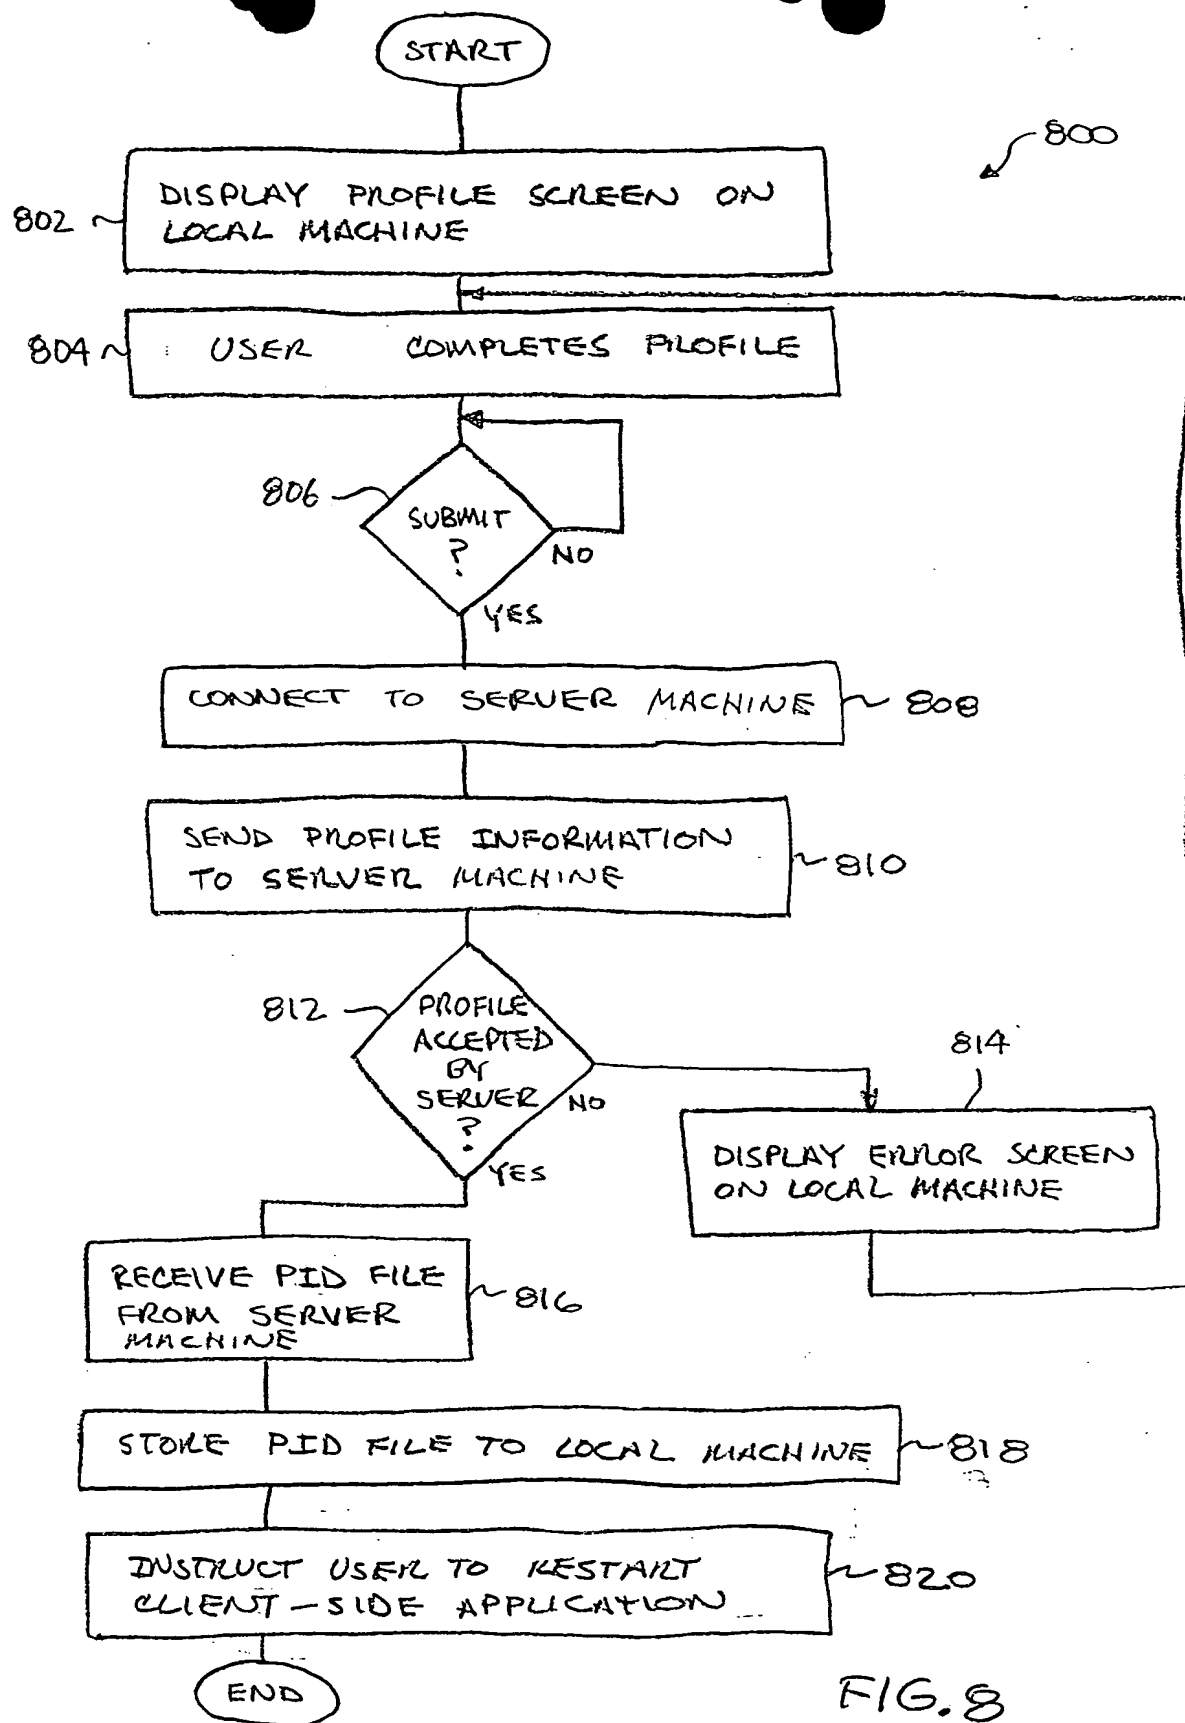 START
800
802
DISPLAY PROFILE SCREEN ON
LOCAL MACHINE
804
USER COMPLETES PROFILE
806
SUBMIT
?
NO
YES
CONNECT TO SERVER MACHINE
808
SEND PROFILE INFORMATION
TO SERVER MACHINE
810
812
PROFILE
ACCEPTED
BY
SERVER
?
NO
YES
814
DISPLAY ERROR SCREEN
ON LOCAL MACHINE
RECEIVE PID FILE
FROM SERVER
MACHINE
816
STORE PID FILE TO LOCAL MACHINE
818
INSTRUCT USER TO RESTART
CLIENT-SIDE APPLICATION
820
END
FIG. 8